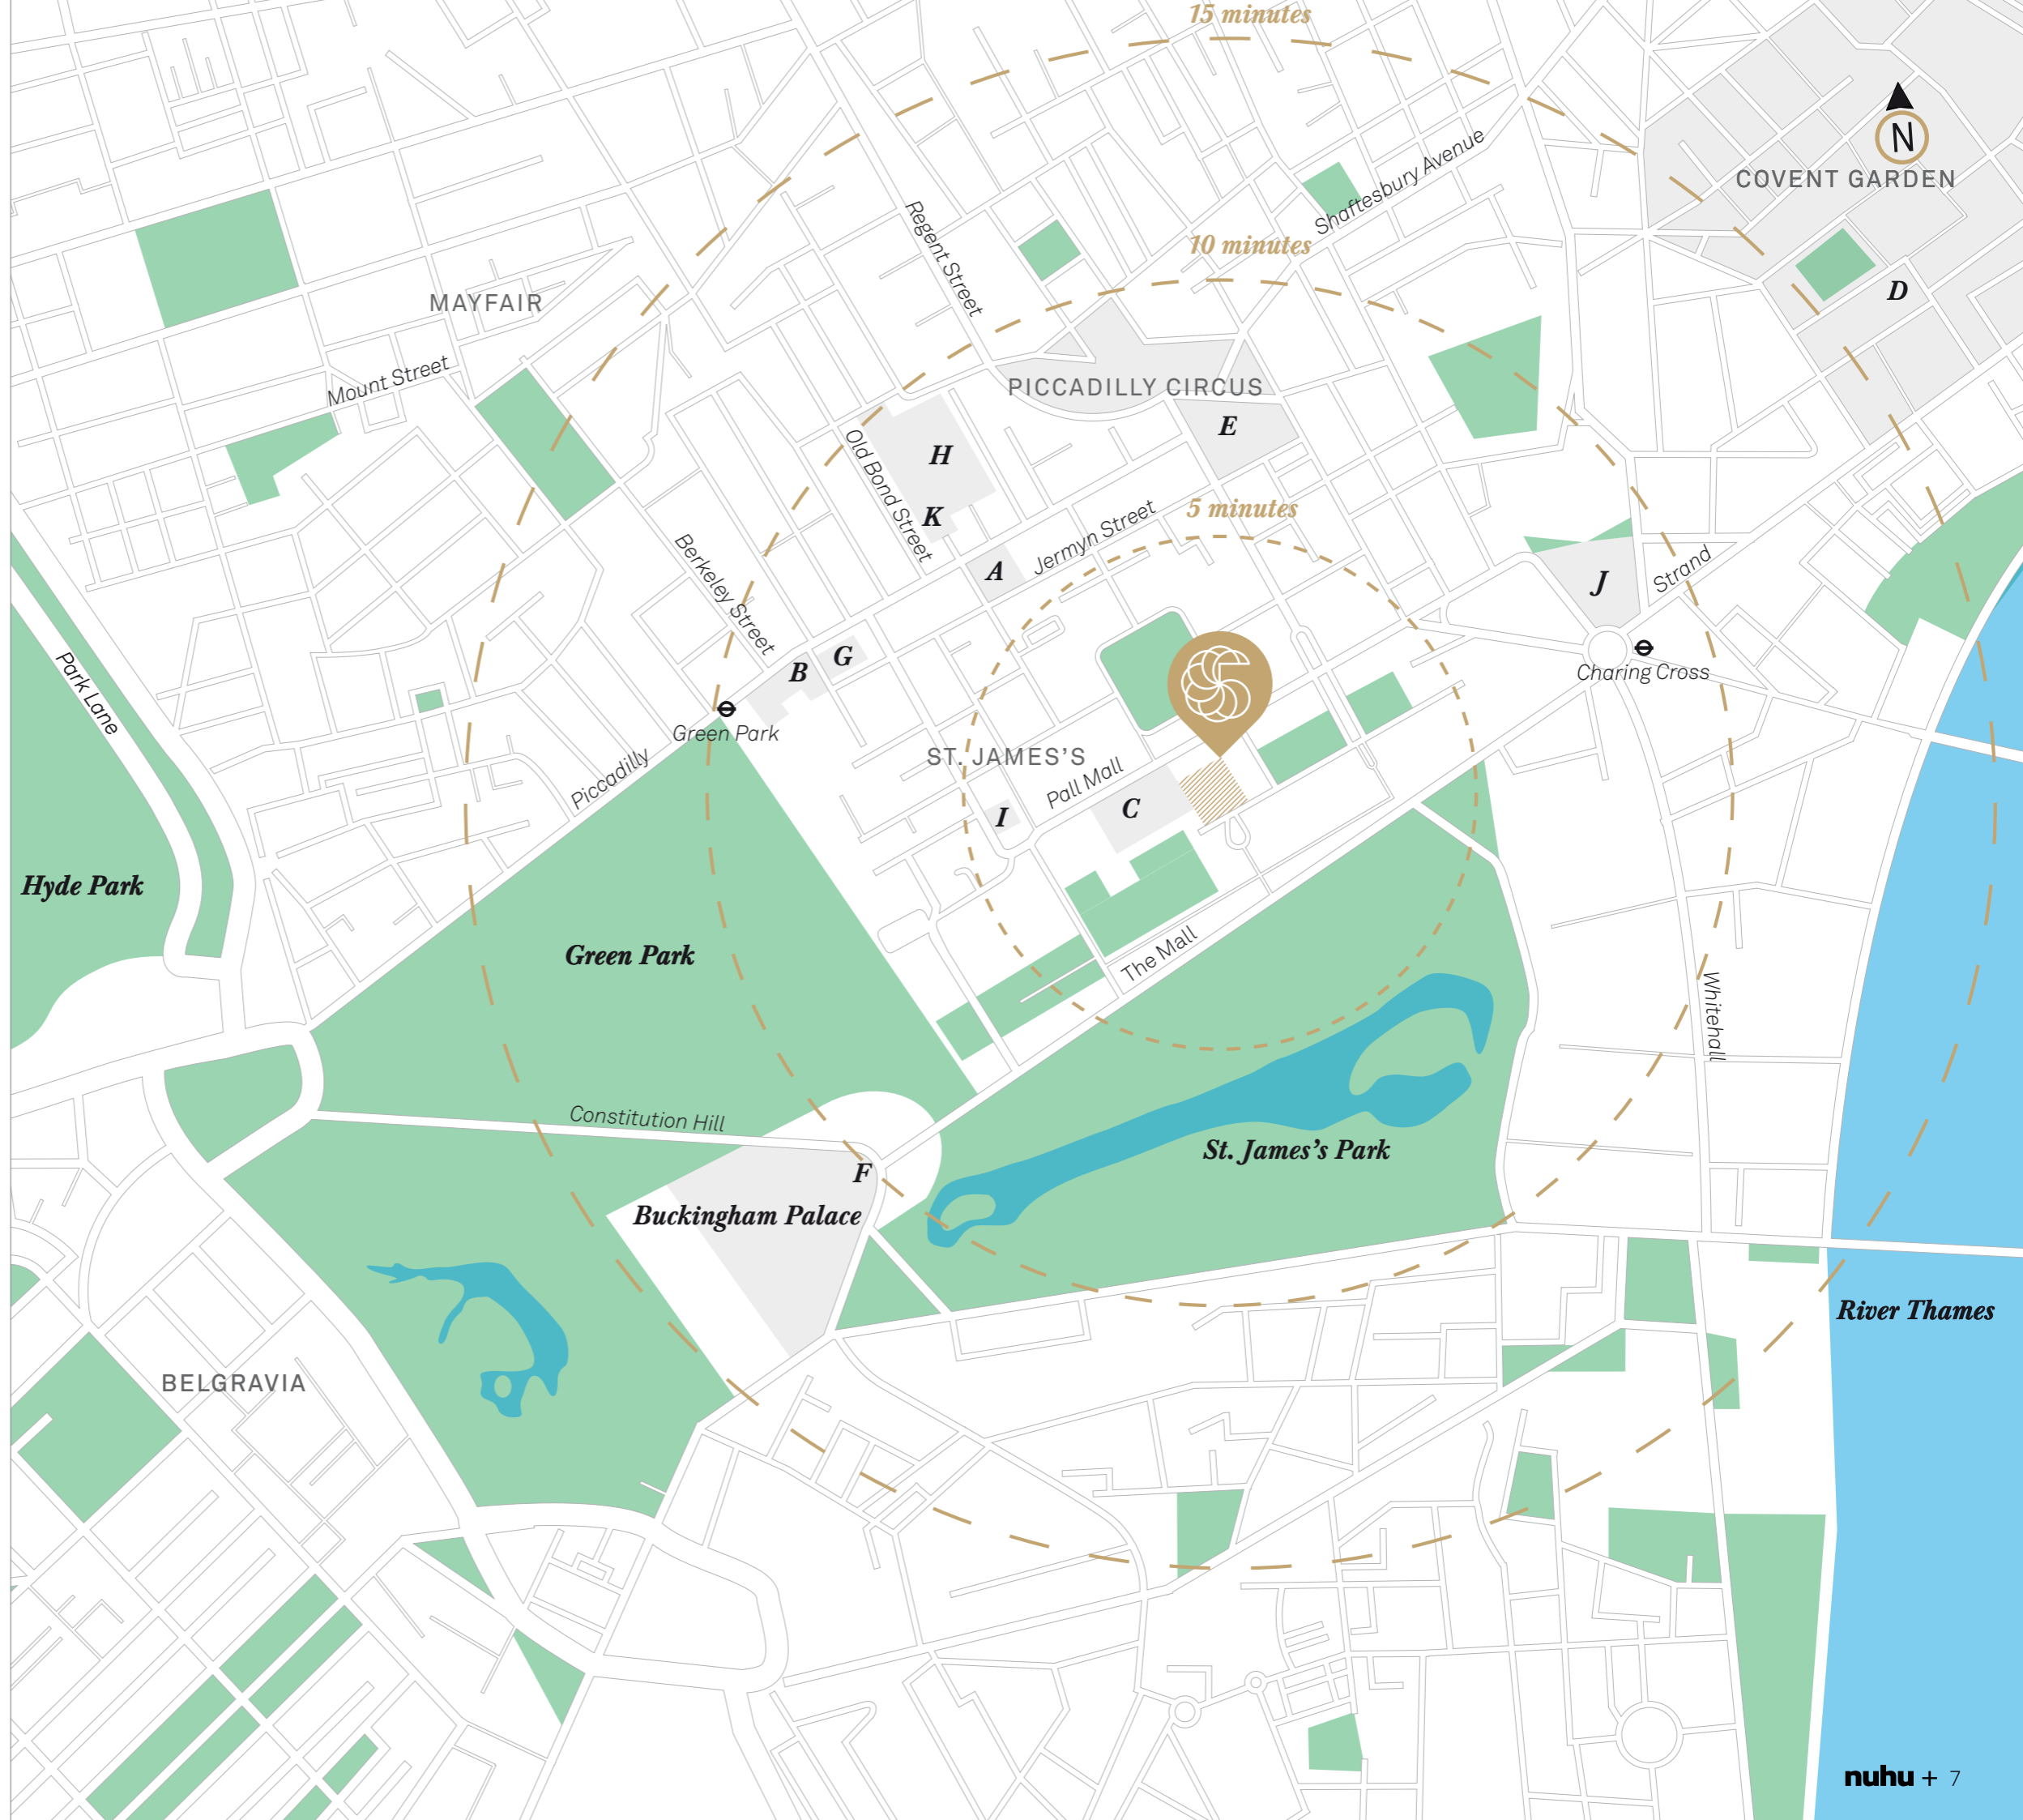 15 minutes
N
COVENT GARDEN
Shaftesbury Avenue
Regent Street
10 minutes
D
MAYFAIR
Mount Street
PICCADILLY CIRCUS
E
H
Old Bond Street
K
5 minutes
Jermyn Street
A
Berkeley Street
J
Strand
Charing Cross
G
B
Park Lane
Green Park
ST. JAMES'S
Piccadilly
Pall Mall
C
I
Hyde Park
Green Park
The Mall
Whitehall
Constitution Hill
St. James's Park
F
Buckingham Palace
River Thames
BELGRAVIA
nuhu + 7